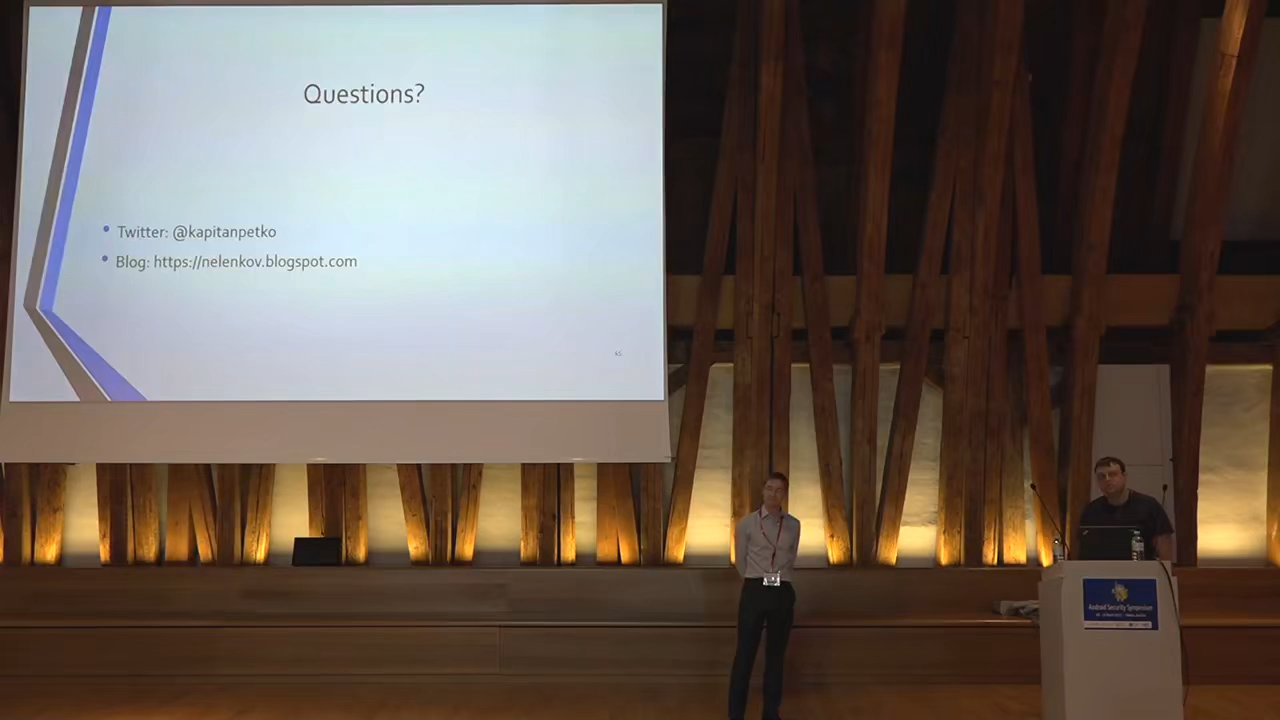 Questions?
• Twitter: @kapitanpetko
• Blog: https://nelenkov.blogspot.com
Android Security Symposium